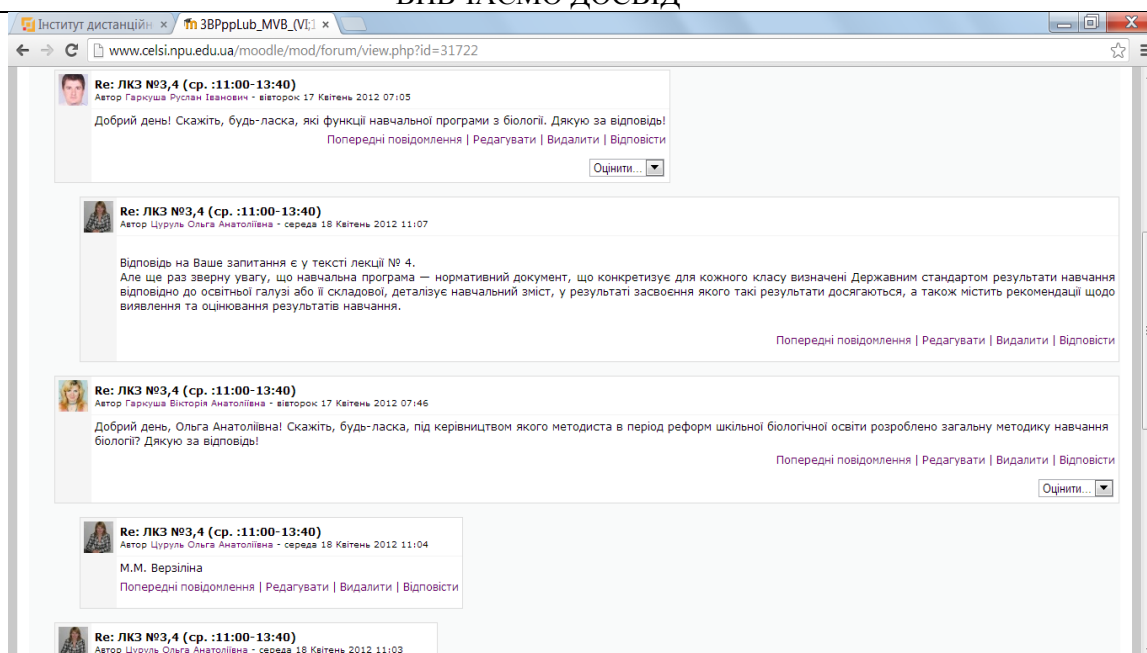 ВИВЧАЄМО ДОСВІД
Інститут дистанційн
3BPppLub_MVB_(VI;1
www.celsi.npu.edu.ua/moodle/mod/forum/view.php?id=31722
Re: ЛКЗ №3,4 (ср. :11:00-13:40)
Автор Гаркуша Руслан Іванович - вівторок 17 Квітень 2012 07:05
Добрий день! Скажіть, будь-ласка, які функції навчальної програми з біології. Дякую за відповідь!
Попередні повідомлення | Редагувати | Видалити | Відповісти
Оцінити...
Re: ЛКЗ №3,4 (ср. :11:00-13:40)
Автор Цуруль Ольга Анатоліївна - середа 18 Квітень 2012 11:07
Відповідь на Ваше запитання є у тексті лекції № 4.
Але ще раз зверну увагу, що навчальна програма — нормативний документ, що конкретизує для кожного класу визначені Державним стандартом результати навчання
відповідно до освітньої галузі або її складової, деталізує навчальний зміст, у результаті засвоєння якого такі результати досягаються, а також містить рекомендації щодо
виявлення та оцінювання результатів навчання.
Попередні повідомлення | Редагувати | Видалити | Відповісти
Re: ЛКЗ №3,4 (ср. :11:00-13:40)
Автор Гаркуша Вікторія Анатоліївна - вівторок 17 Квітень 2012 07:46
Добрий день, Ольга Анатоліївна! Скажіть, будь-ласка, під керівництвом якого методиста в період реформ шкільної біологічної освіти розроблено загальну методику навчання
біології? Дякую за відповідь!
Попередні повідомлення | Редагувати | Видалити | Відповісти
Оцінити...
Re: ЛКЗ №3,4 (ср. :11:00-13:40)
Автор Цуруль Ольга Анатоліївна - середа 18 Квітень 2012 11:04
М.М. Верзіліна
Попередні повідомлення | Редагувати | Видалити | Відповісти
Re: ЛКЗ №3,4 (ср. :11:00-13:40)
Автор Цуруль Ольга Анатоліївна - середа 18 Квітень 2012 11:03